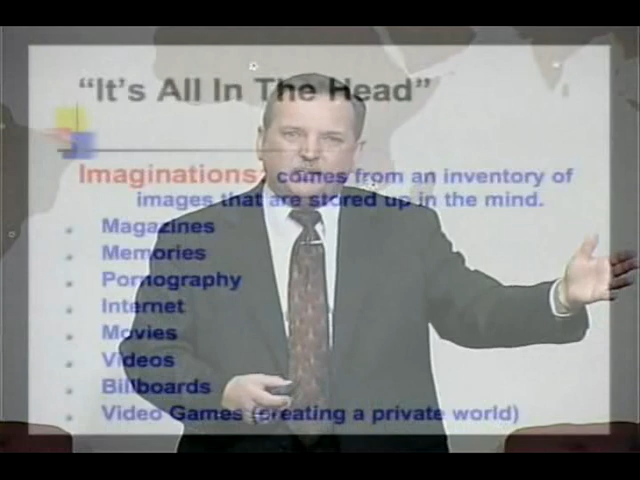 “It’s All In The Head”
Imaginations: comes from an inventory of
images that are stored up in the mind.
Magazines
Memories
Pornography
Internet
Movies
Videos
Billboards
Video Games (creating a private world)